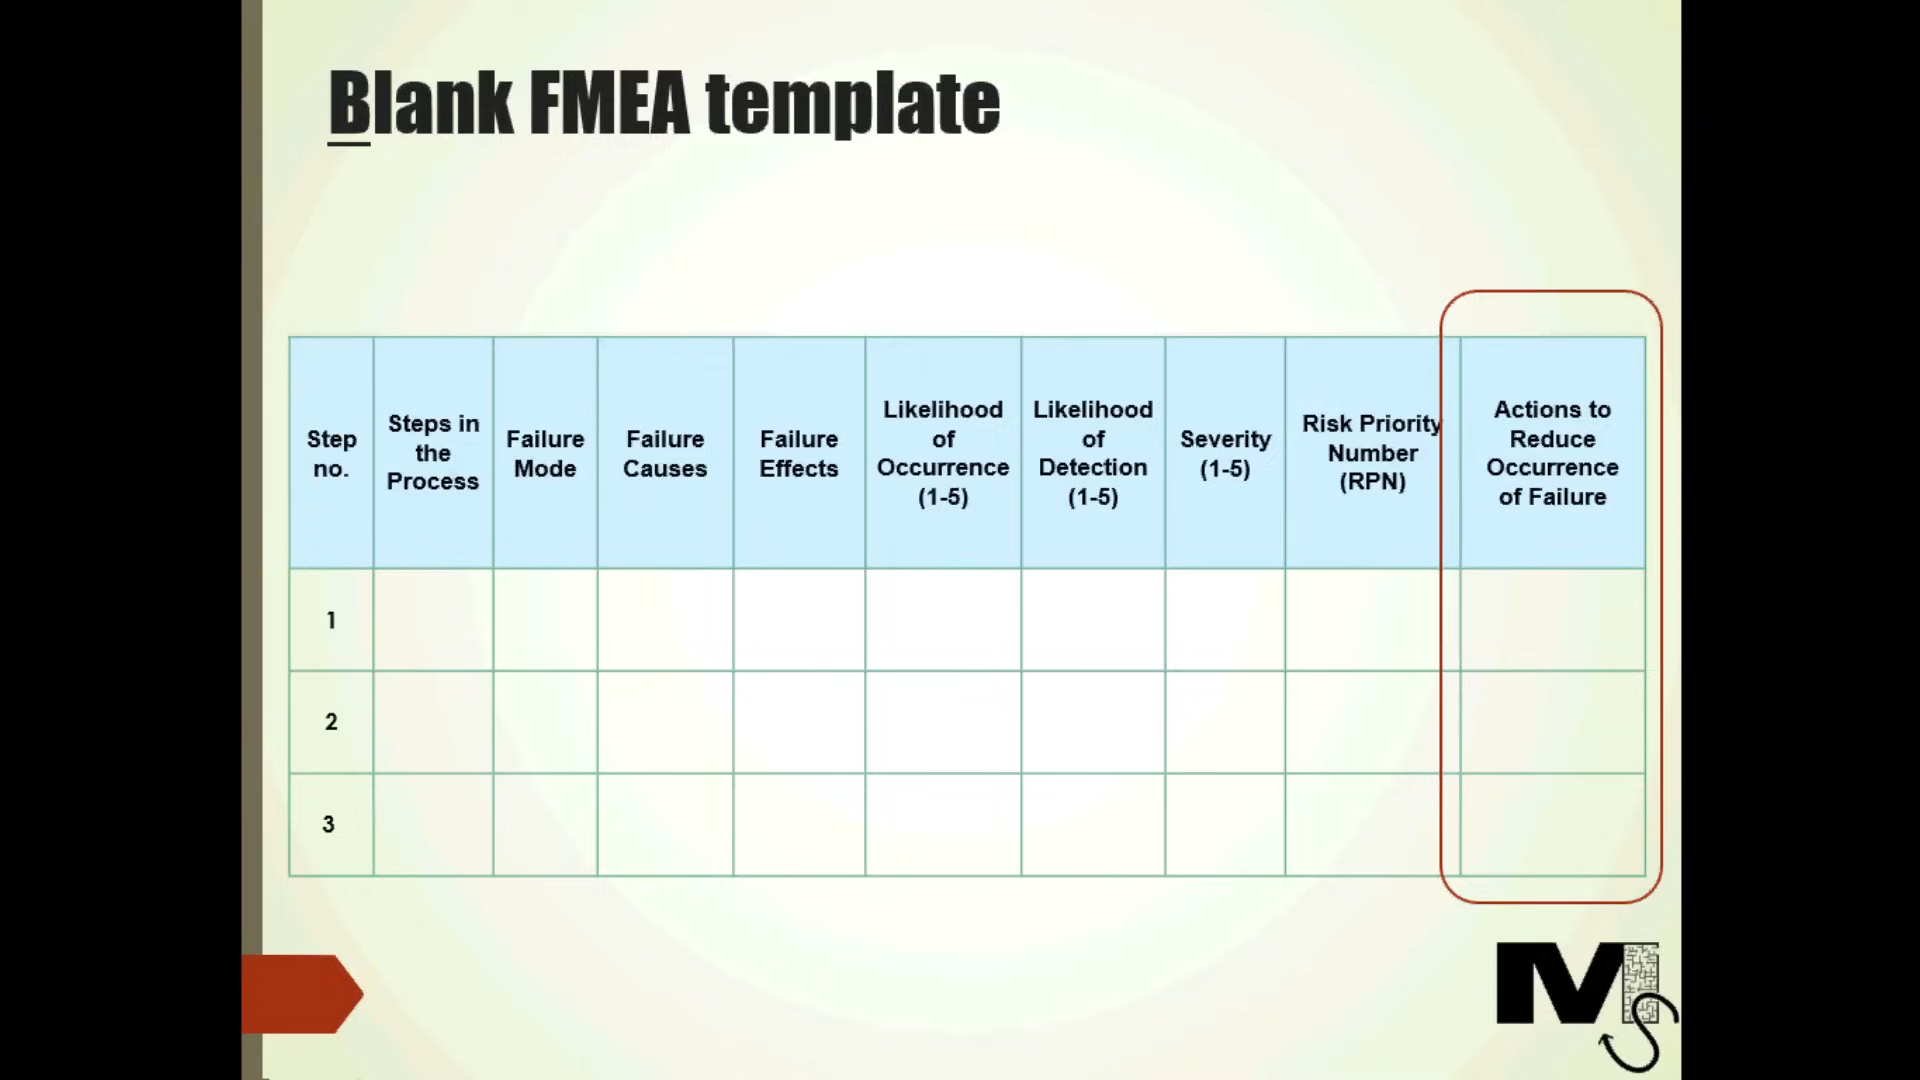 Blank FMEA template
Step
no.
Steps in
the
Process
Failure
Mode
Failure
Causes
Failure
Effects
Likelihood
of
Occurrence
(1-5)
Likelihood
of
Detection
(1-5)
Severity
(1-5)
Risk Priority
Number
(RPN)
Actions to
Reduce
Occurrence
of Failure
1
2
3